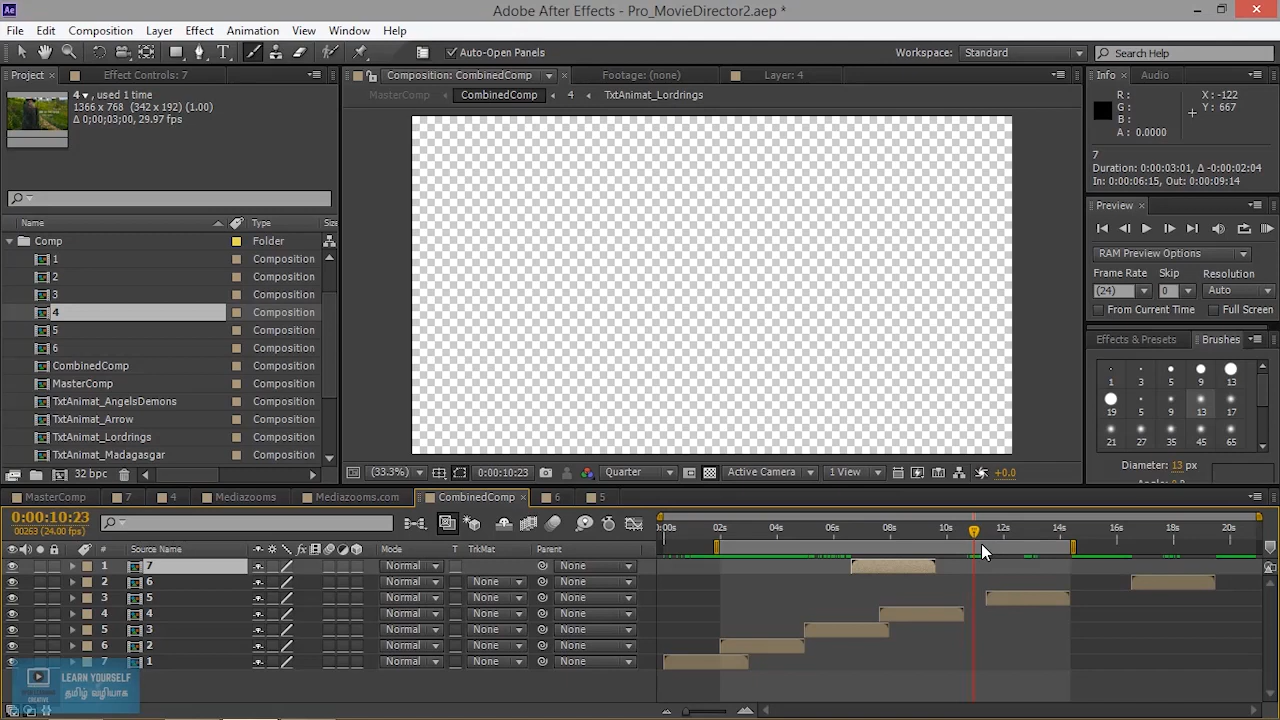 Adobe After Effects - Pro_MovieDirector2.aep *
File Edit Composition Layer Effect Animation View Window Help
Auto-Open Panels
Workspace: Standard
Search Help
Project
Effect Controls: 7
Composition: CombinedComp
Footage: (none)
Layer: 4
Info Audio
4 , used 1 time
1366 x 768 (342 x 192) (1.00)
Δ 0;00;03;00, 29.97 fps
MasterComp CombinedComp 4 TxtAnimat_Lordrings
R :
G :
B :
A : 0.0000
X : -122
Y : 667
7
Duration: 0:00:03:01, Δ -0:00:02:04
In: 0:00:06:15, Out: 0:00:09:14
Preview
RAM Preview Options
Frame Rate Skip Resolution
(24) 0 Auto
From Current Time Full Screen
Effects & Presets Brushes
1 3 5 9 13
19 5 9 13 17
21 27 35 45 65
Diameter: 13 px
Name Type Size
Comp Folder
1 Composition
2 Composition
3 Composition
4 Composition
5 Composition
6 Composition
CombinedComp Composition
MasterComp Composition
TxtAnimat_AngelsDemons Composition
TxtAnimat_Arrow Composition
TxtAnimat_Lordrings Composition
TxtAnimat_Madagasgar Composition
32 bpc
(33.3%) 0:00:10:23 Quarter Active Camera 1 View +0.0
MasterComp 7 4 Mediazooms Mediazooms.com CombinedComp 6 5
0:00:10:23
00263 (24.00 fps)
0:00s 02s 04s 06s 08s 10s 12s 14s 16s 18s 20s
# Source Name Mode T TrkMat Parent
1 7 Normal None
2 6 Normal None None
3 5 Normal None None
4 4 Normal None None
5 3 Normal None None
6 2 Normal None None
7 1 Normal None None
LEARN YOURSELF
தமிழ் வழியாக